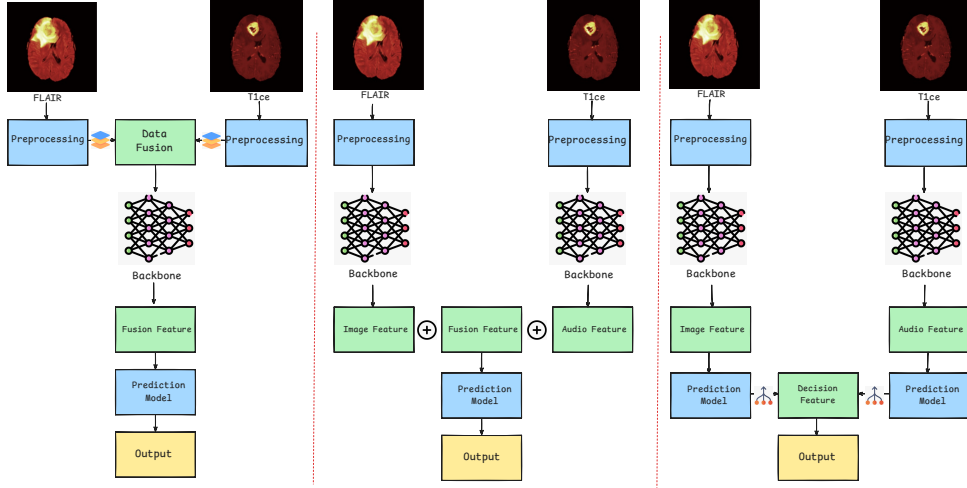 FLAIR
T1ce
Preprocessing
Data
Fusion
Preprocessing
Backbone
Fusion Feature
Prediction
Model
Output
FLAIR
T1ce
Preprocessing
Preprocessing
Backbone
Backbone
Image Feature
Fusion Feature
Audio Feature
Prediction
Model
Output
FLAIR
T1ce
Preprocessing
Preprocessing
Backbone
Backbone
Image Feature
Audio Feature
Prediction
Model
Decision
Feature
Prediction
Model
Output